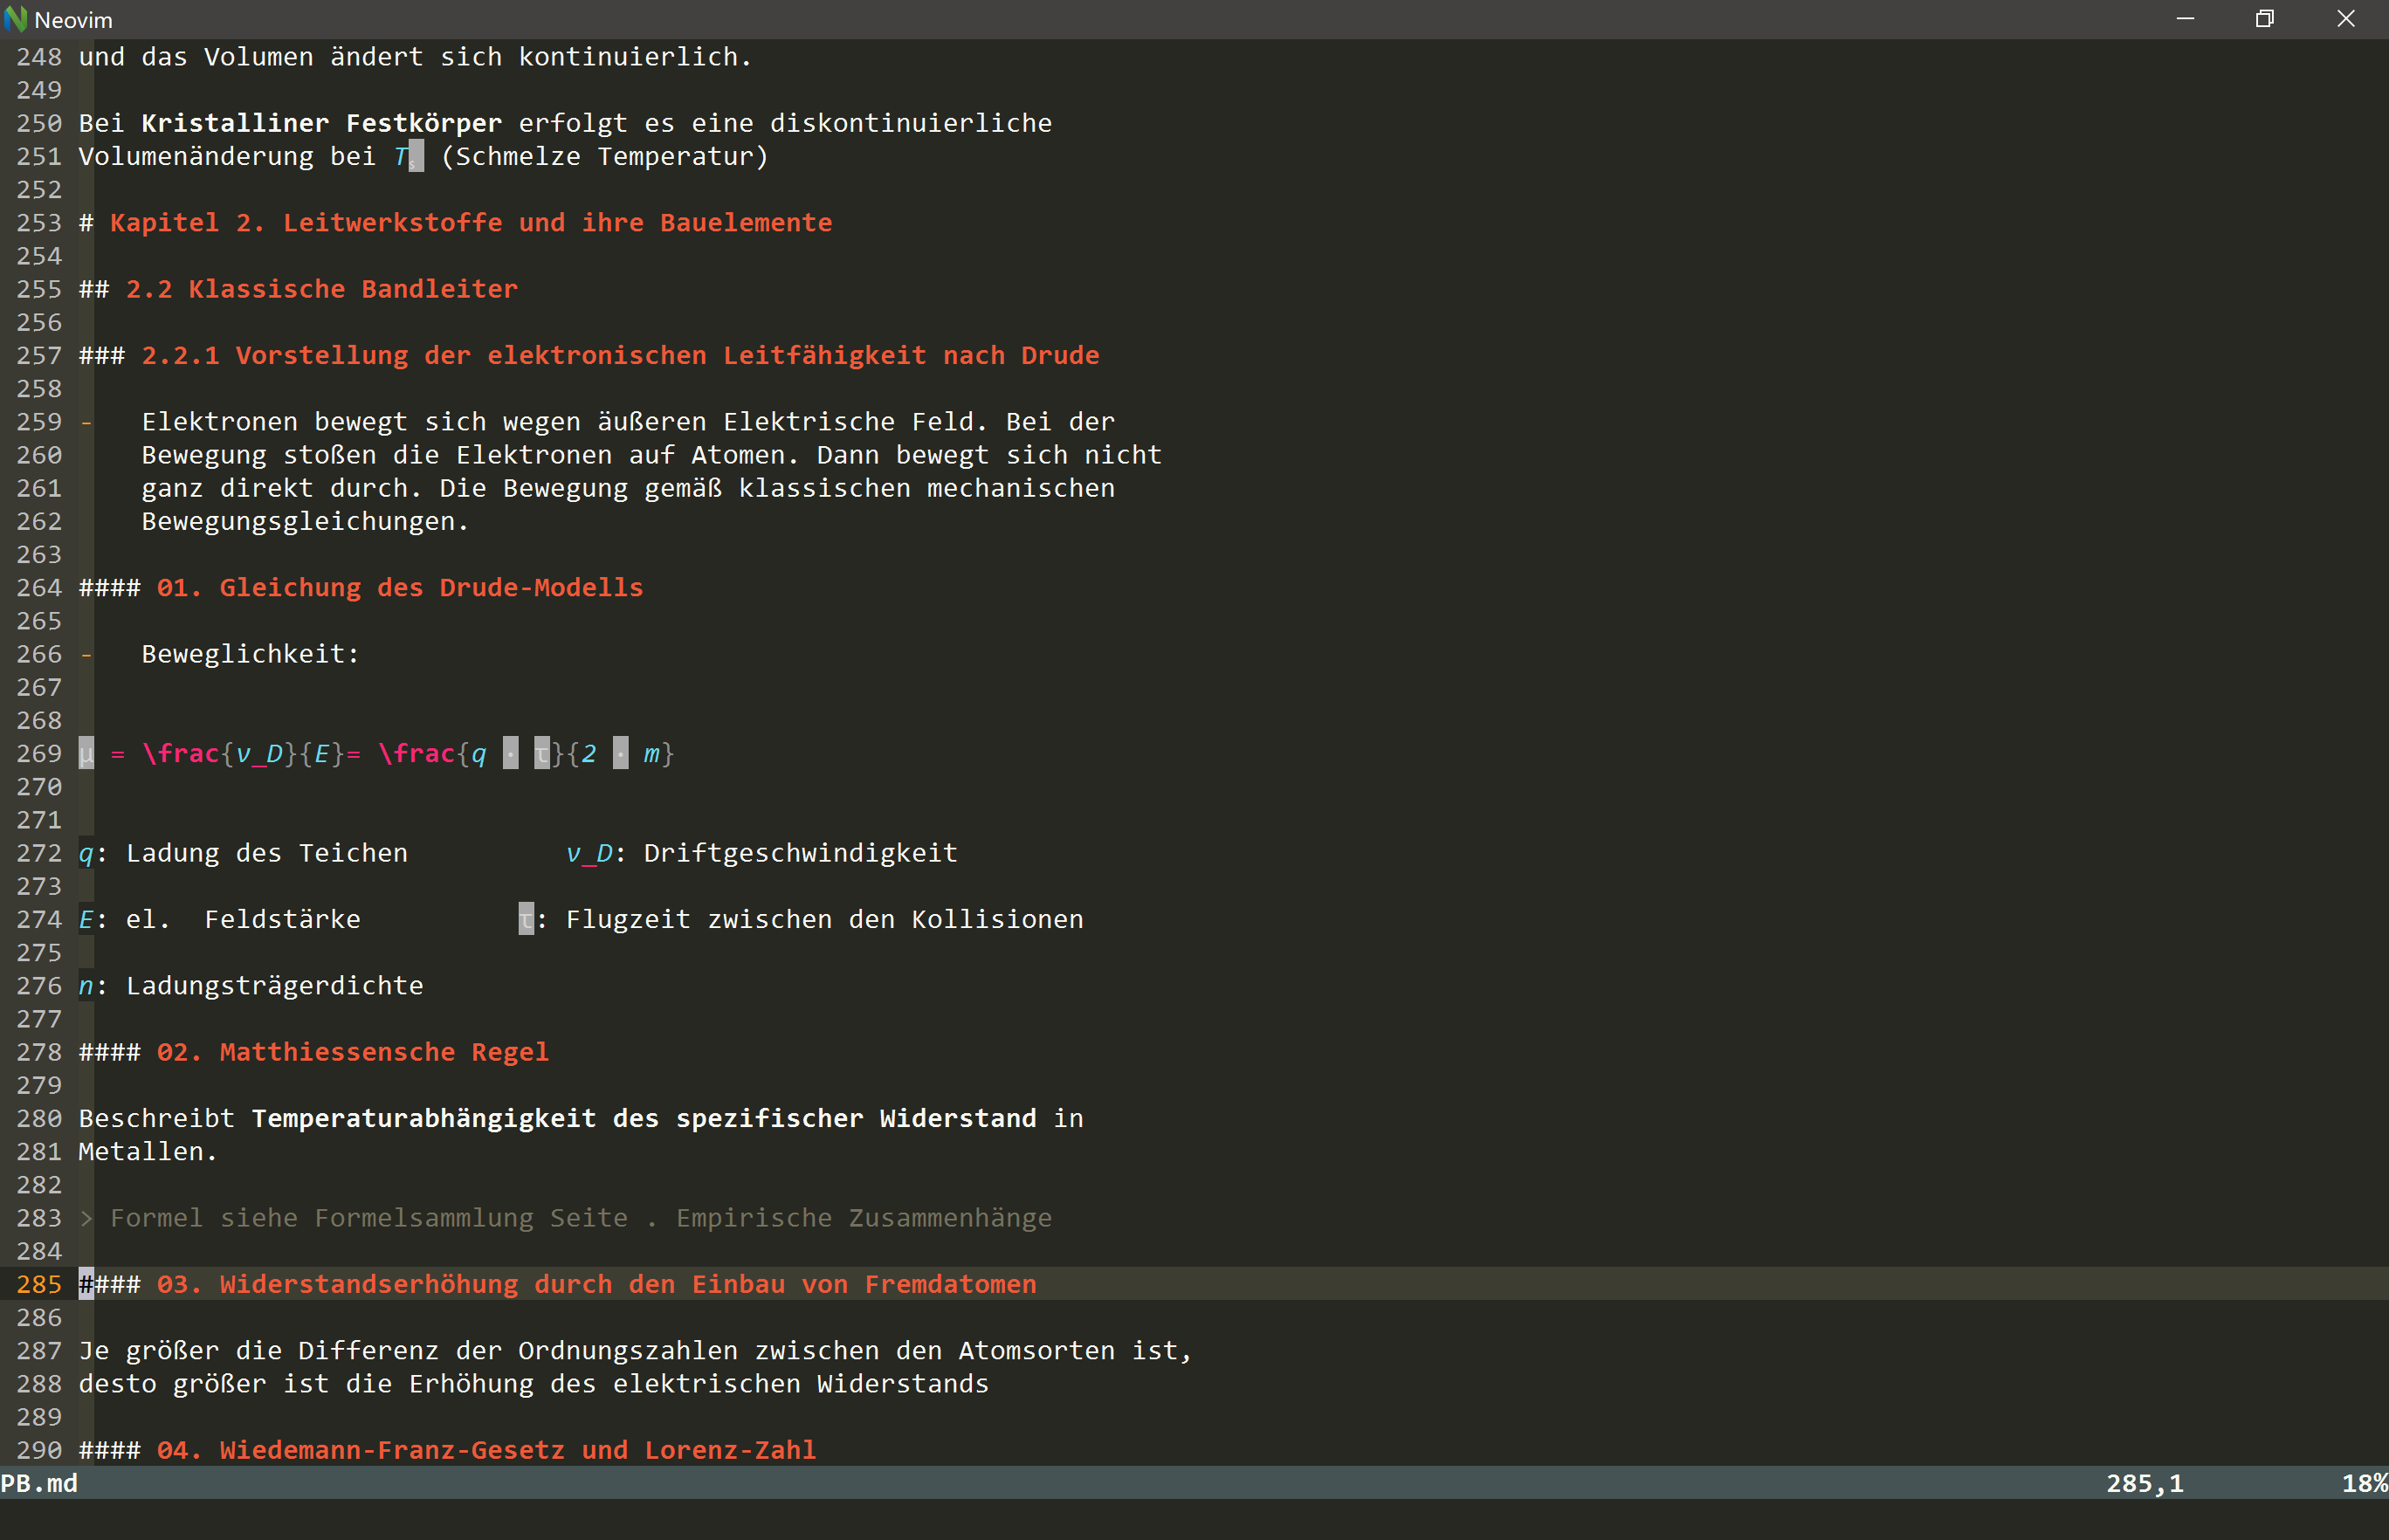 Neovim
248 und das Volumen ändert sich kontinuierlich.
249
250 Bei Kristalliner Festkörper erfolgt es eine diskontinuierliche
251 Volumenänderung bei Tₛ (Schmelze Temperatur)
252
253 # Kapitel 2. Leitwerkstoffe und ihre Bauelemente
254
255 ## 2.2 Klassische Bandleiter
256
257 ### 2.2.1 Vorstellung der elektronischen Leitfähigkeit nach Drude
258
259 -   Elektronen bewegt sich wegen äußeren Elektrische Feld. Bei der
260     Bewegung stoßen die Elektronen auf Atomen. Dann bewegt sich nicht
261     ganz direkt durch. Die Bewegung gemäß klassischen mechanischen
262     Bewegungsgleichungen.
263
264 #### 01. Gleichung des Drude-Modells
265
266 -   Beweglichkeit:
267
268
269 μ = \frac{v_D}{E}= \frac{q · τ}{2 · m}
270
271
272 q: Ladung des Teichen          v_D: Driftgeschwindigkeit
273
274 E: el.  Feldstärke          τ: Flugzeit zwischen den Kollisionen
275
276 n: Ladungsträgerdichte
277
278 #### 02. Matthiessensche Regel
279
280 Beschreibt Temperaturabhängigkeit des spezifischer Widerstand in
281 Metallen.
282
283 > Formel siehe Formelsammlung Seite . Empirische Zusammenhänge
284
285 #### 03. Widerstandserhöhung durch den Einbau von Fremdatomen
286
287 Je größer die Differenz der Ordnungszahlen zwischen den Atomsorten ist,
288 desto größer ist die Erhöhung des elektrischen Widerstands
289
290 #### 04. Wiedemann-Franz-Gesetz und Lorenz-Zahl
PB.md 285,1 18%